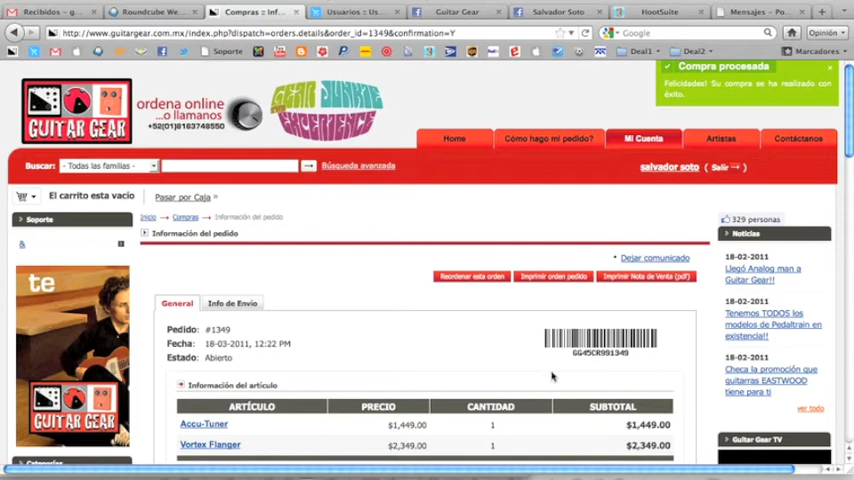 Recibidos – g...
Roundcube We...
Compras :: Inf...
Usuarios :: Us...
Guitar Gear
Salvador Soto
HootSuite
Mensajes – Po...
Opinión
http://www.guitargear.com.mx/index.php?dispatch=orders.details&order_id=1349&confirmation=Y
Google
Soporte
Deal1
Deal2
Marcadores
Compra procesada
Felicidades! Su compra se ha realizado con
éxito.
GUITAR GEAR
ordena online
...o llamanos
+52(01)8163748550
GEAR JUNKIE
EXPERIENCE
Home
Cómo hago mi pedido?
Mi Cuenta
Artistas
Contáctanos
Buscar:
- Todas las familias -
Búsqueda avanzada
salvador soto ( Salir )
El carrito esta vacío
Pasar por Caja »
Soporte
&
Inicio
Compras
Información del pedido
329 personas
Información del pedido
Noticias
Dejar comunicado
Reordenar esta orden
Imprimir orden pedido
Imprimir Nota de Venta (pdf)
18-02-2011
Llegó Analog man a
Guitar Gear!!
18-02-2011
Tenemos TODOS los
modelos de Pedaltrain en
existencia!!
18-02-2011
Checa la promoción que
guitarras EASTWOOD
tiene para ti
ver todo
Guitar Gear TV
te
GUITAR GEAR
General
Info de Envío
Pedido: #1349
Fecha: 18-03-2011, 12:22 PM
Estado: Abierto
GG45CR991349
Información del artículo
ARTÍCULO PRECIO CANTIDAD SUBTOTAL
Accu-Tuner $1,449.00 1 $1,449.00
Vortex Flanger $2,349.00 1 $2,349.00
Categorías